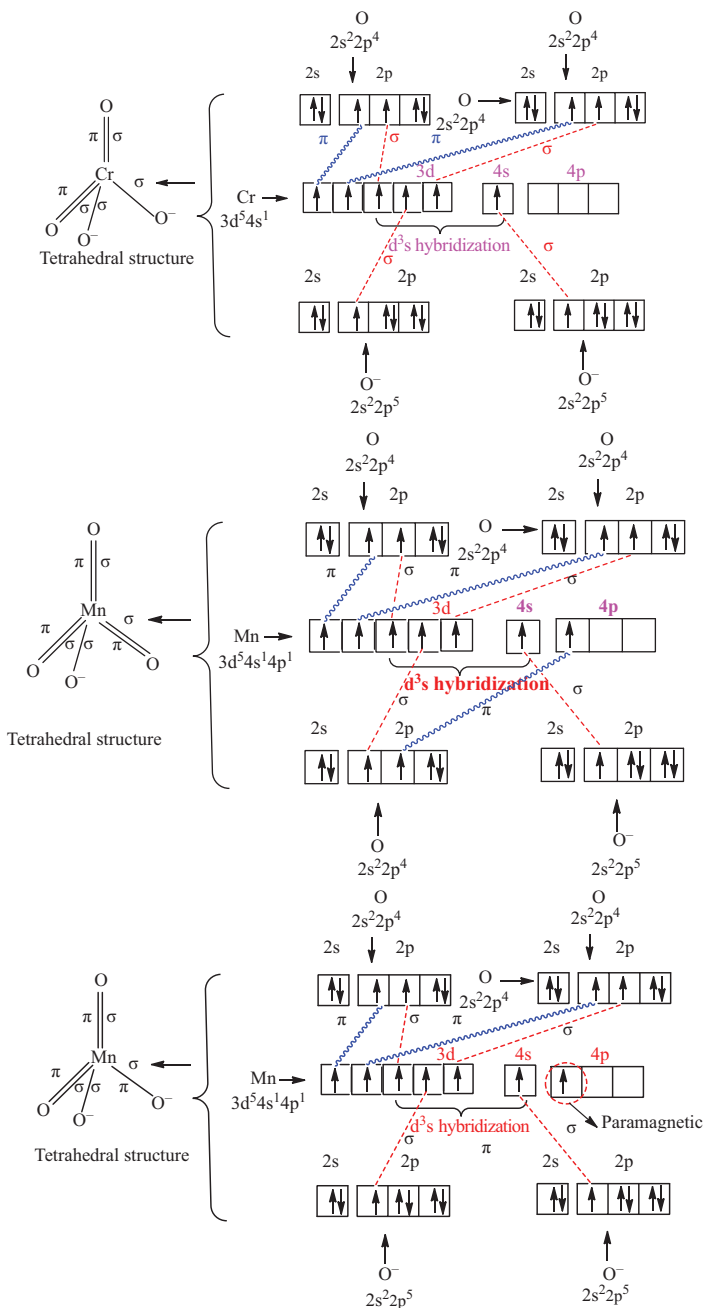 O
2s²2p⁴
O
2s²2p⁴
2s 2p
2s 2p
O
π σ
Cr
π σ σ σ
O O⁻ O⁻
Tetrahedral structure
O
2s²2p⁴
π σ π σ
3d 4s 4p
Cr
3d⁵4s¹
d³s hybridization
σ σ
2s 2p
2s 2p
O⁻
2s²2p⁵
O⁻
2s²2p⁵
O
2s²2p⁴
O
2s²2p⁴
2s 2p
2s 2p
O
π σ
Mn
π σ σ π σ
O O⁻ O
Tetrahedral structure
O
2s²2p⁴
π σ π σ
3d 4s 4p
Mn
3d⁵4s¹4p¹
d³s hybridization
σ π σ
2s 2p
2s 2p
O
2s²2p⁴
O⁻
2s²2p⁵
O
2s²2p⁴
O
2s²2p⁴
2s 2p
2s 2p
O
π σ
Mn
π σ σ π σ
O O⁻ O⁻
Tetrahedral structure
O
2s²2p⁴
π σ π σ
3d 4s 4p
Mn
3d⁵4s¹4p¹
d³s hybridization
Paramagnetic
σ π σ
2s 2p
2s 2p
O⁻
2s²2p⁵
O⁻
2s²2p⁵